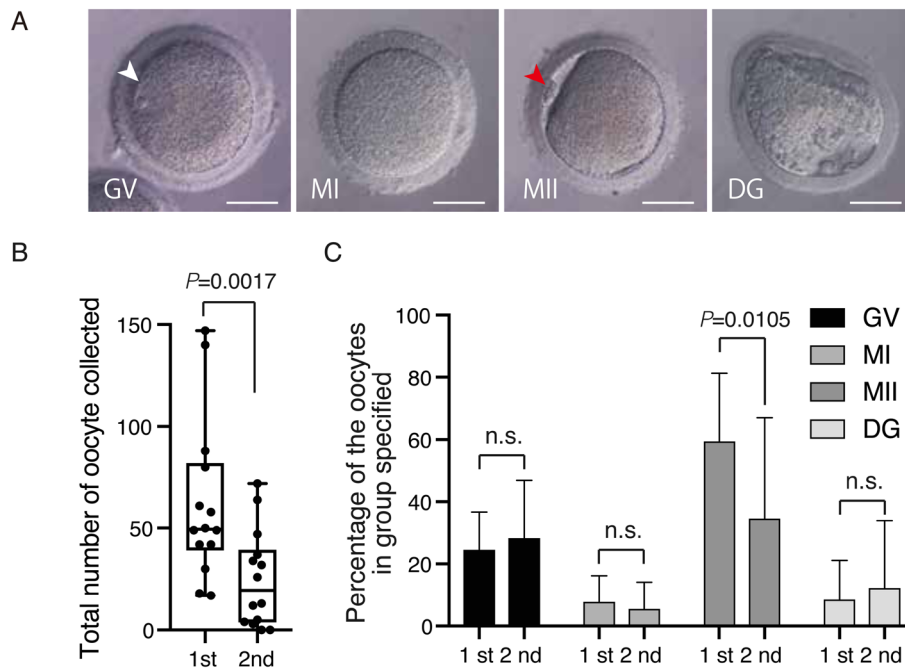 A
GV
MI
MII
DG
B
P=0.0017
Total number of oocyte collected
150
100
50
0
1st
2nd
C
Percentage of the oocytes
in group specified
100
80
60
40
20
0
n.s.
n.s.
P=0.0105
n.s.
GV
MI
MII
DG
1 st 2 nd
1 st 2 nd
1 st 2 nd
1 st 2 nd